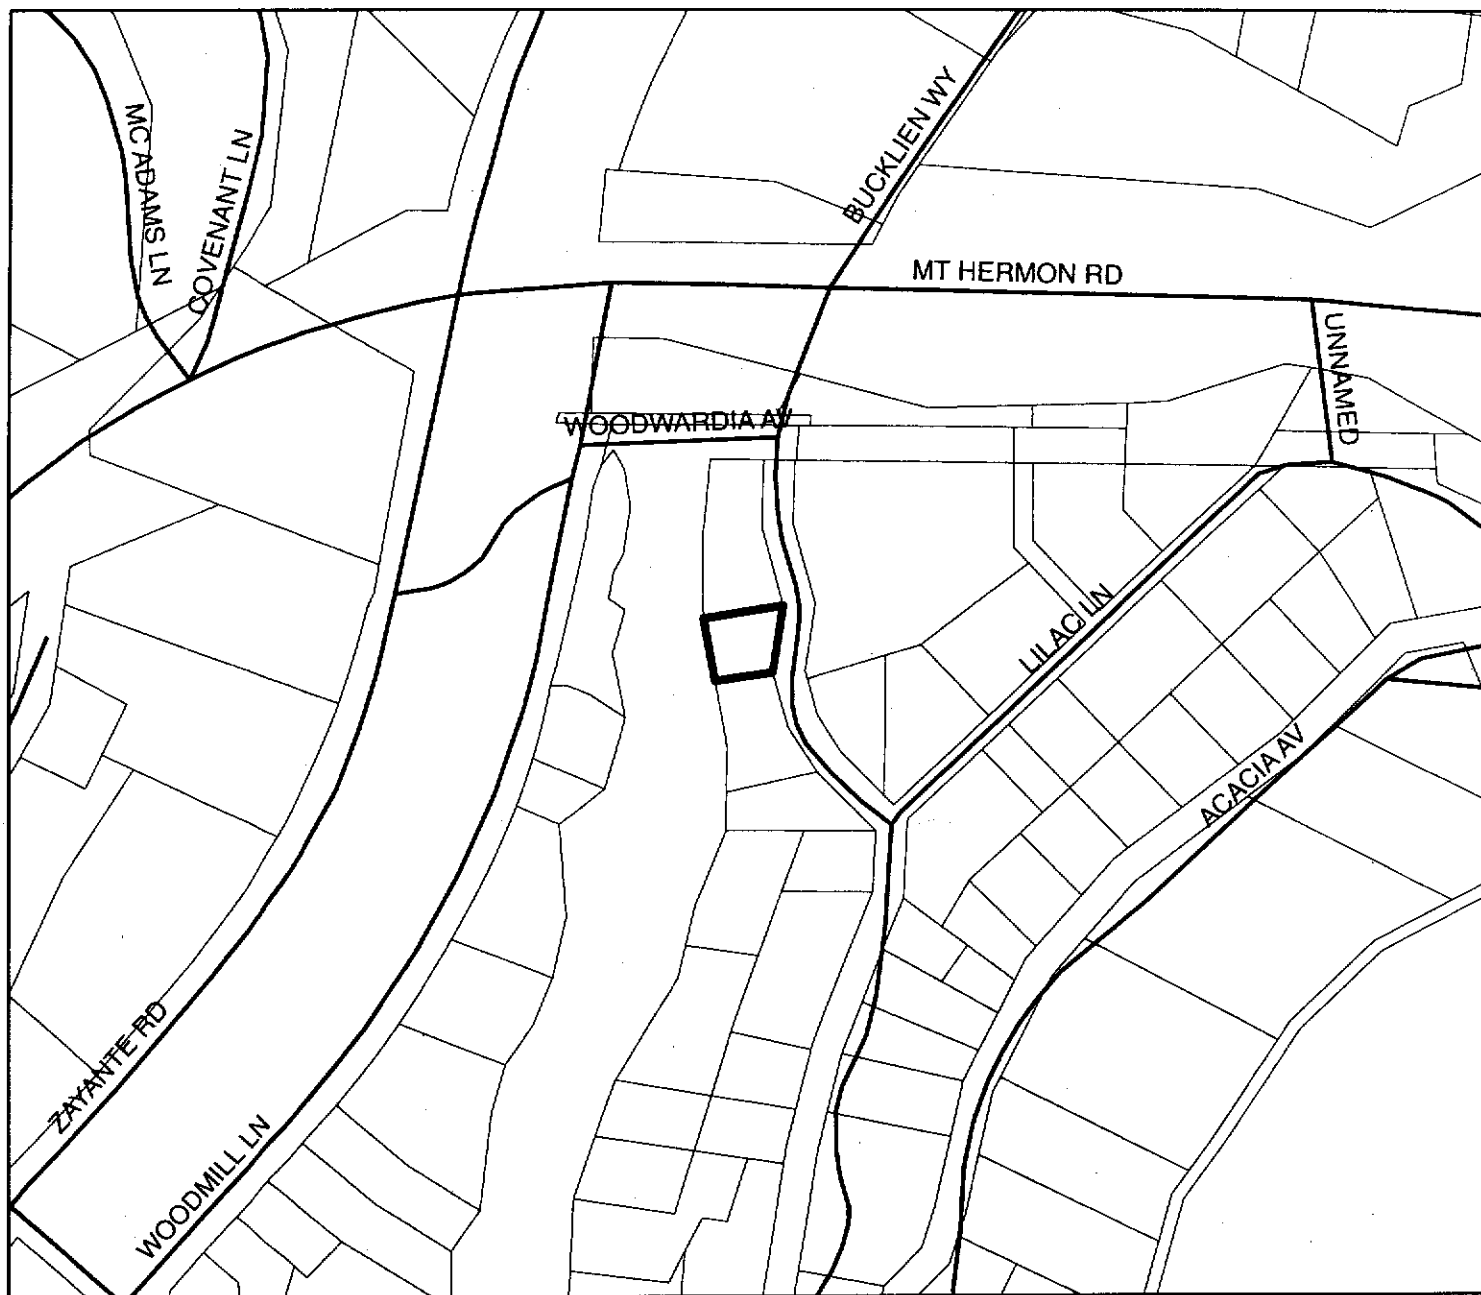 MC ADAMS LN
COVENANT LN
BUCKLIEN WY
MT HERMON RD
UNNAMED
WOODWARDIA AV
LILAC LN
ACACIA AV
ZAYANTE RD
WOODMILL LN